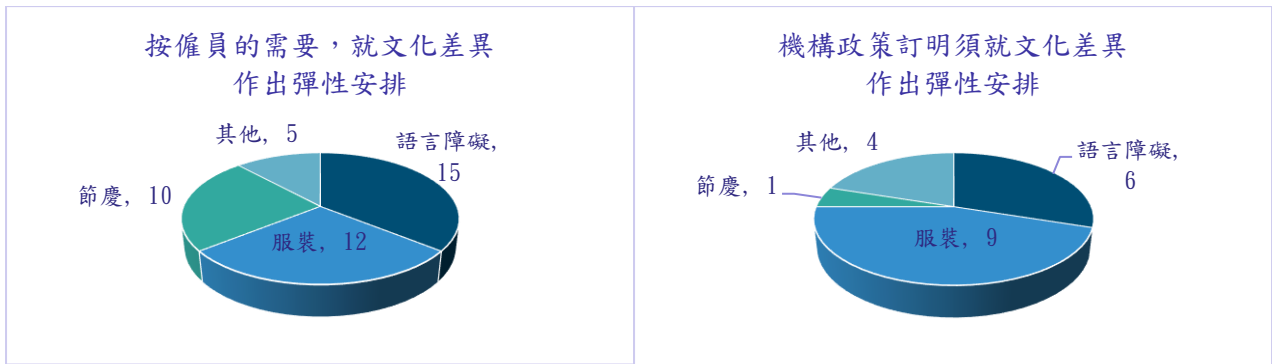 按僱員的需要，就文化差異
作出彈性安排
其他, 5
語言障礙,
15
節慶, 10
服裝, 12
機構政策訂明須就文化差異
作出彈性安排
其他, 4
語言障礙,
6
節慶, 1
服裝, 9